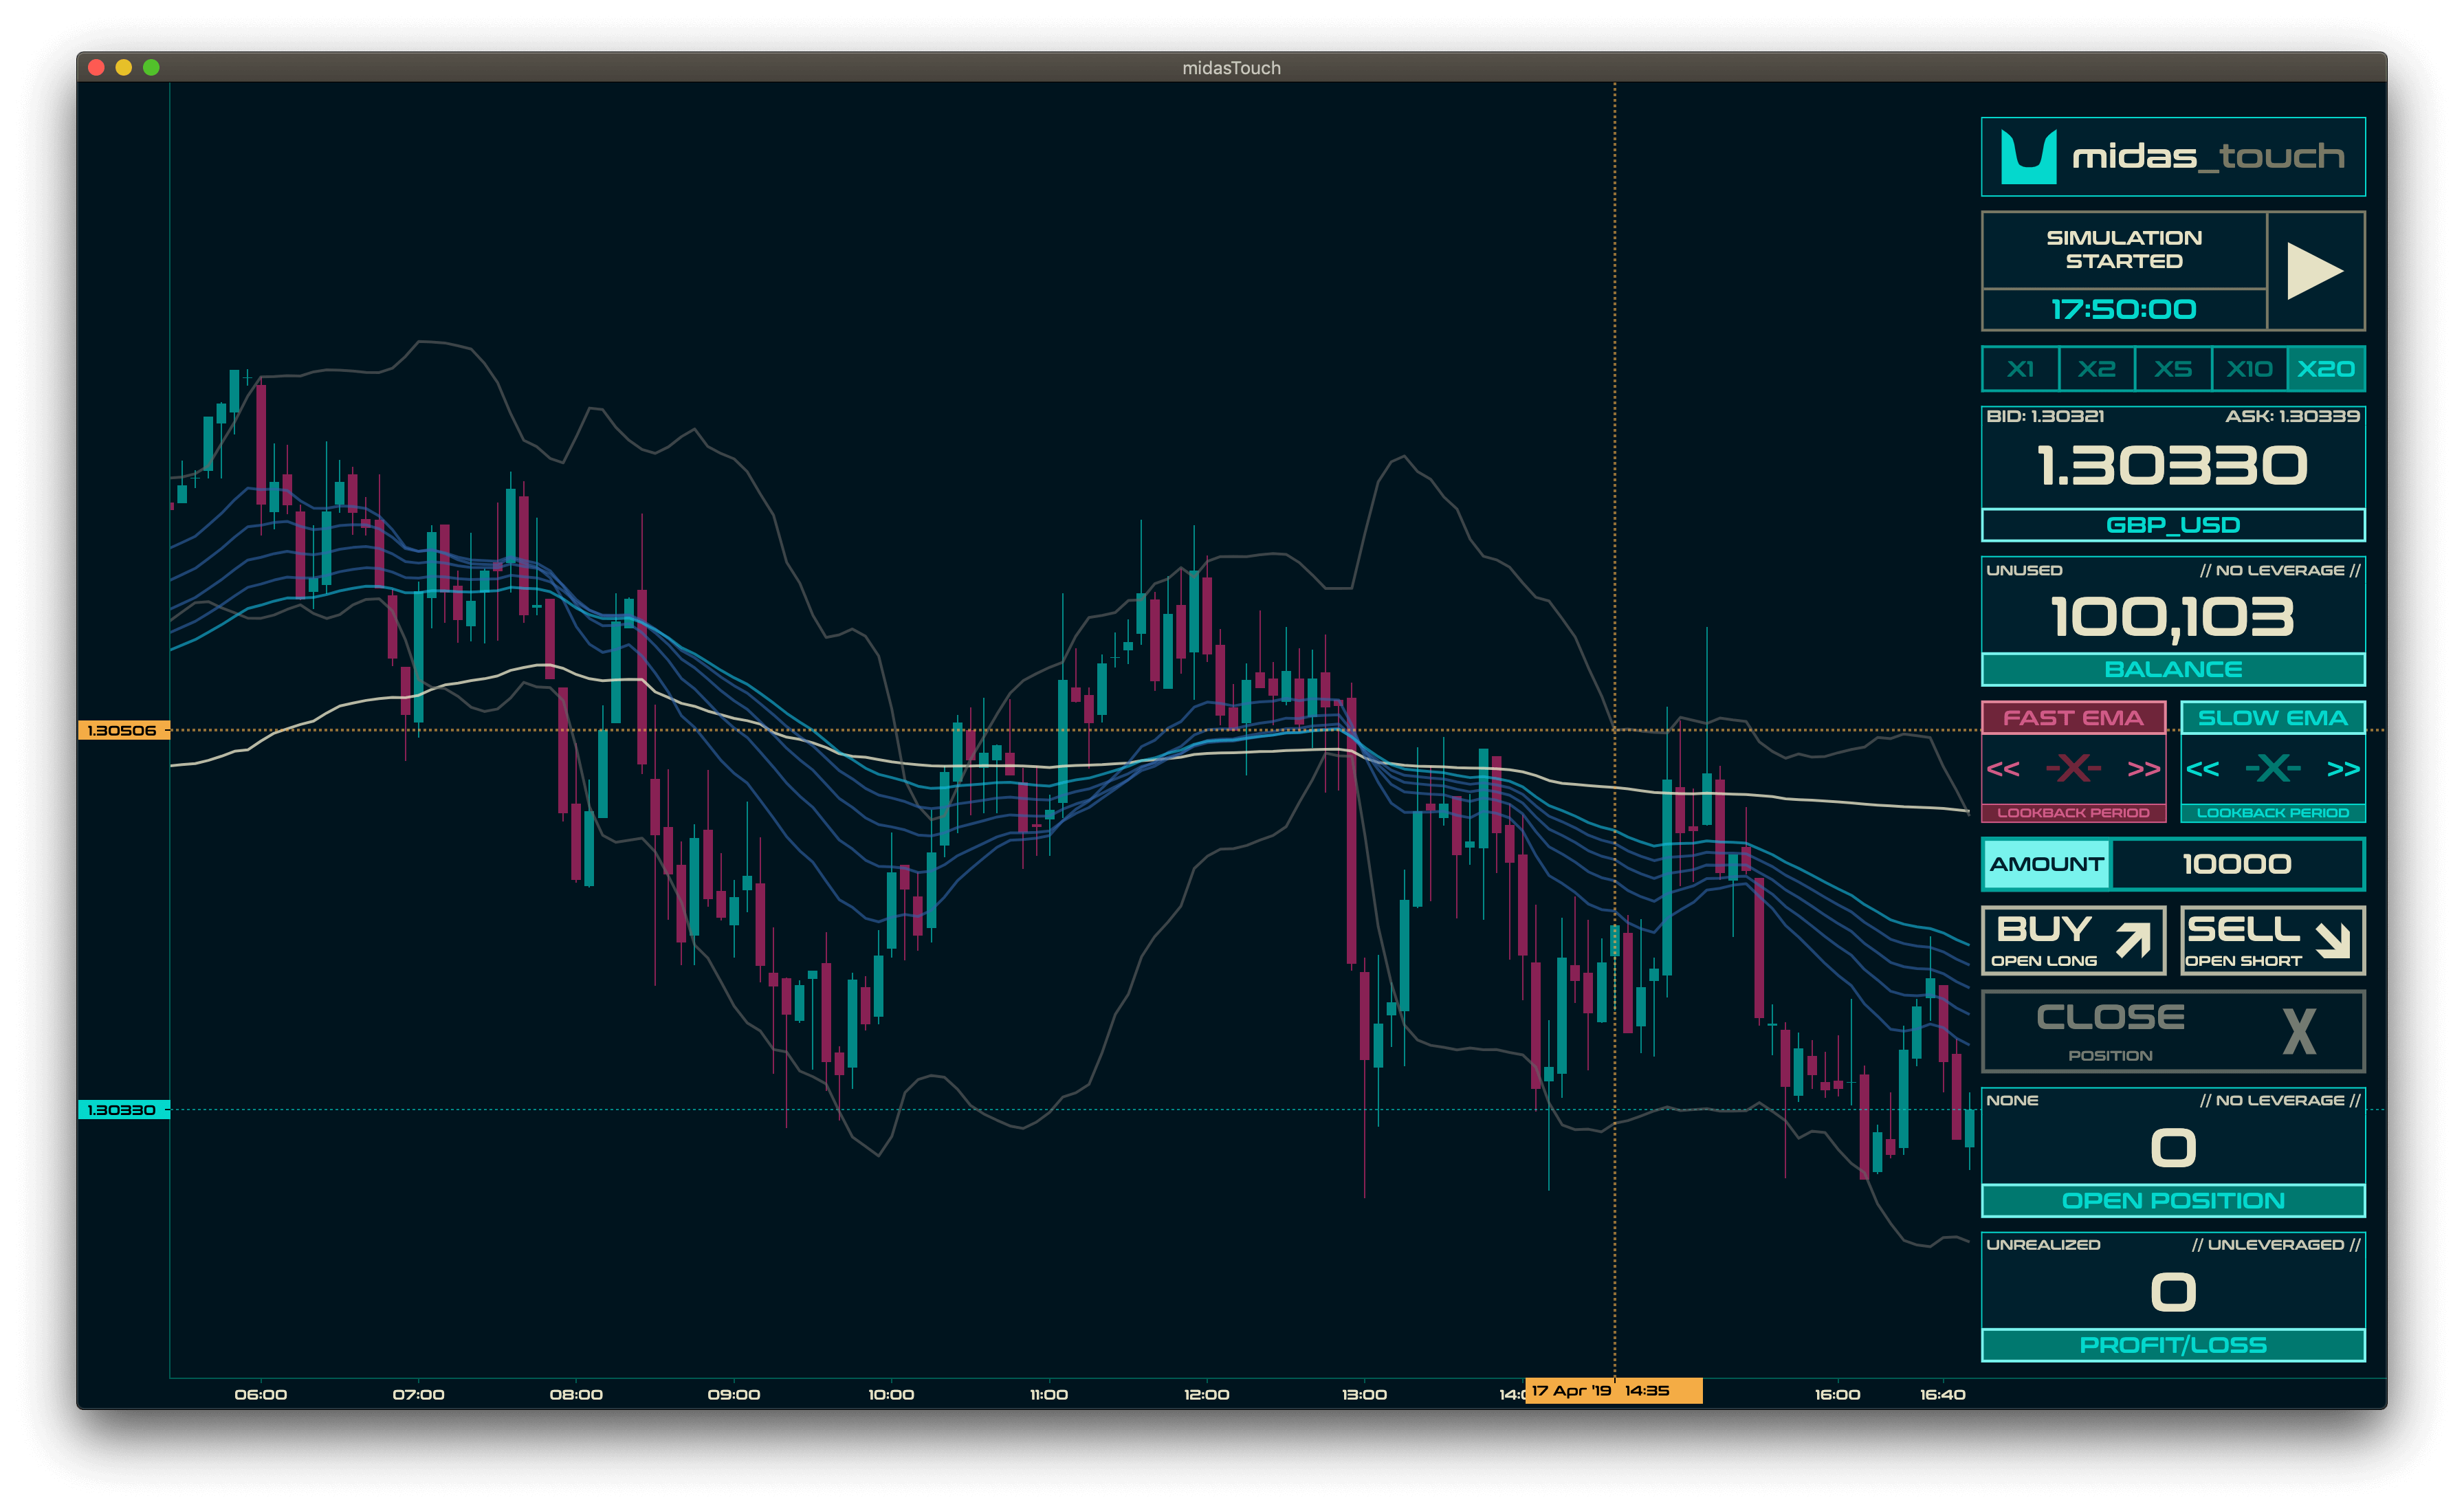 midasTouch
midas_touch
SIMULATION
STARTED
17:50:00
X1 X2 X5 X10 X20
BID: 1.30321 ASK: 1.30339
1.30330
GBP_USD
UNUSED // NO LEVERAGE //
100,103
BALANCE
1.30506
FAST EMA SLOW EMA
<< -X- >> << -X- >>
LOOKBACK PERIOD LOOKBACK PERIOD
AMOUNT 10000
BUY SELL
OPEN LONG OPEN SHORT
CLOSE X
POSITION
1.30330
NONE // NO LEVERAGE //
0
OPEN POSITION
UNREALIZED // UNLEVERAGED //
0
PROFIT/LOSS
06:00 07:00 08:00 09:00 10:00 11:00 12:00 13:00 17 Apr '19 14:35 16:00 16:40